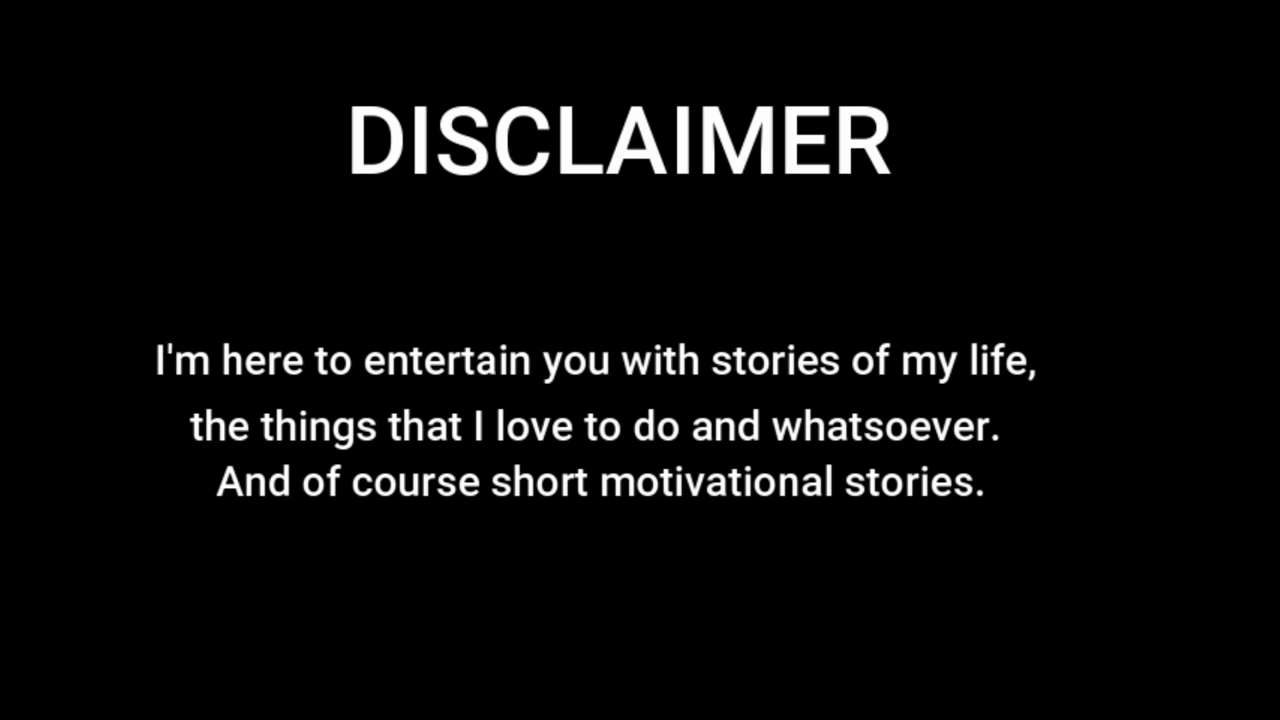 DISCLAIMER
I'm here to entertain you with stories of my life,
the things that I love to do and whatsoever.
And of course short motivational stories.